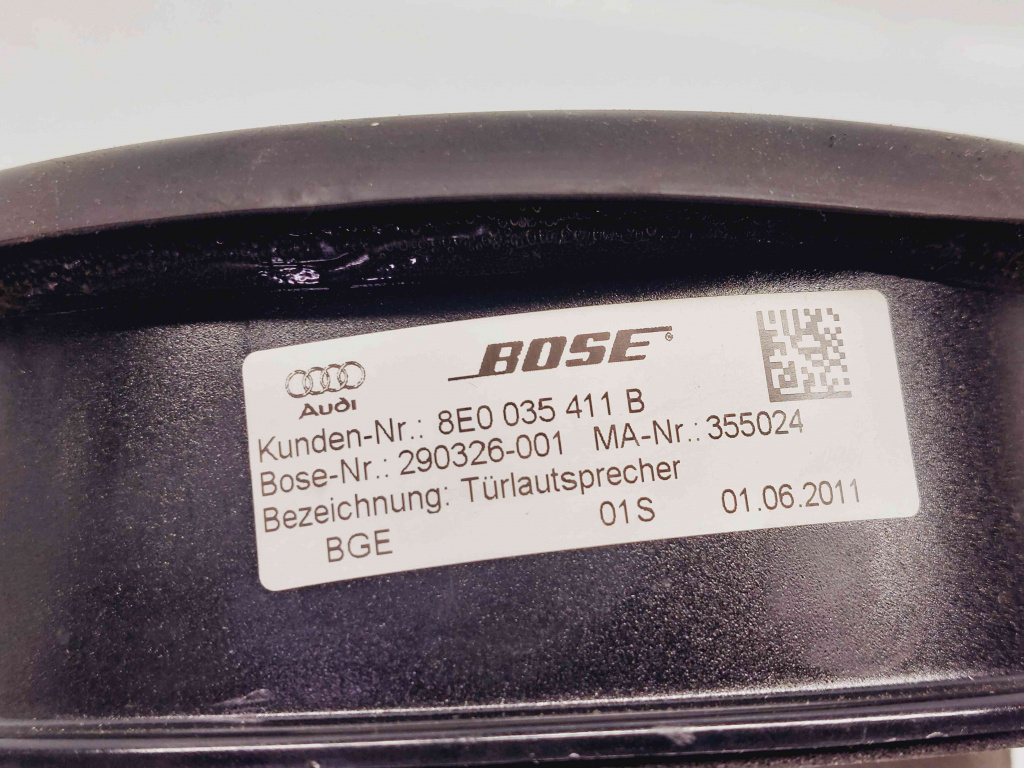 BOSE®
Audi
Kunden-Nr.: 8E0 035 411 B
Bose-Nr.: 290326-001 MA-Nr.: 355024
Bezeichnung: Türlautsprecher
BGE 01S 01.06.2011